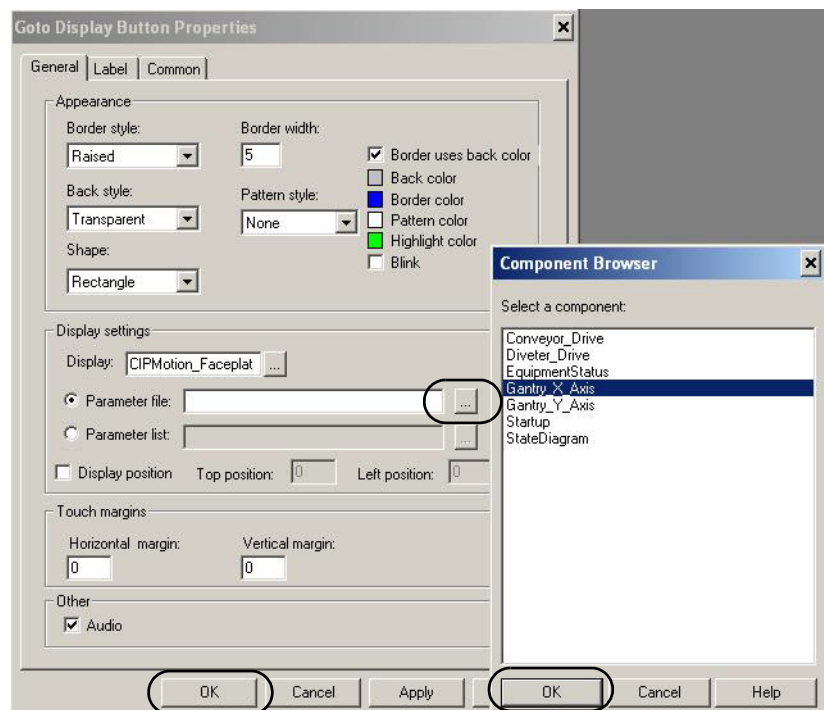 Goto Display Button Properties
General Label Common
Appearance
Border style:
Raised
Border width:
5
Border uses back color
Back color
Border color
Pattern color
Highlight color
Blink
Back style:
Transparent
Pattern style:
None
Shape:
Rectangle
Display settings
Display: CIPMotion_Faceplat ...
Parameter file: ...
Parameter list: ...
Display position Top position: 0 Left position: 0
Touch margins
Horizontal margin:
0
Vertical margin:
0
Other
Audio
OK Cancel Apply
Component Browser
Select a component:
Conveyor_Drive
Diveter_Drive
EquipmentStatus
Gantry_X_Axis
Gantry_Y_Axis
Startup
StateDiagram
OK Cancel Help